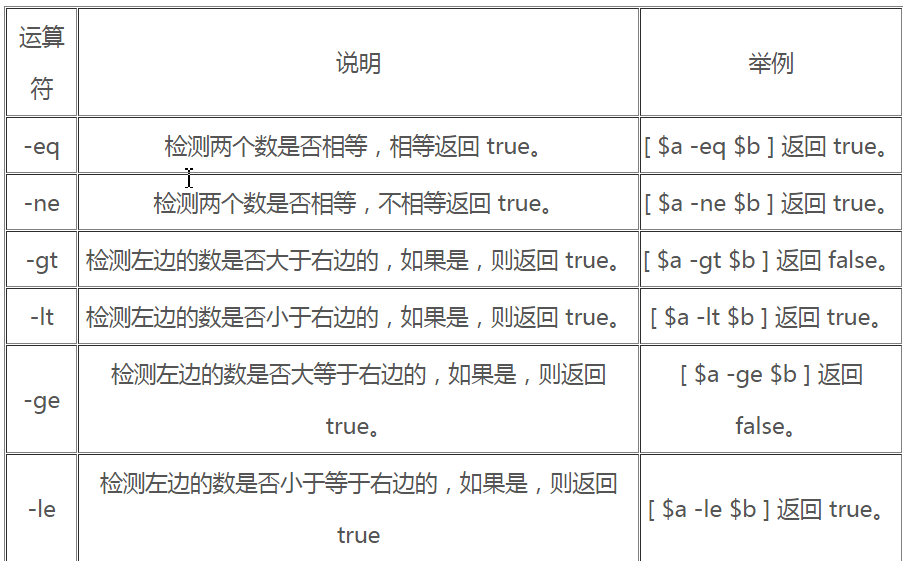 运算符 说明 举例
-eq 检测两个数是否相等，相等返回 true。 [ $a -eq $b ] 返回 true。
-ne 检测两个数是否相等，不相等返回 true。 [ $a -ne $b ] 返回 true。
-gt 检测左边的数是否大于右边的，如果是，则返回 true。 [ $a -gt $b ] 返回 false。
-lt 检测左边的数是否小于右边的，如果是，则返回 true。 [ $a -lt $b ] 返回 true。
-ge 检测左边的数是否大等于右边的，如果是，则返回 true。 [ $a -ge $b ] 返回 false。
-le 检测左边的数是否小于等于右边的，如果是，则返回 true [ $a -le $b ] 返回 true。